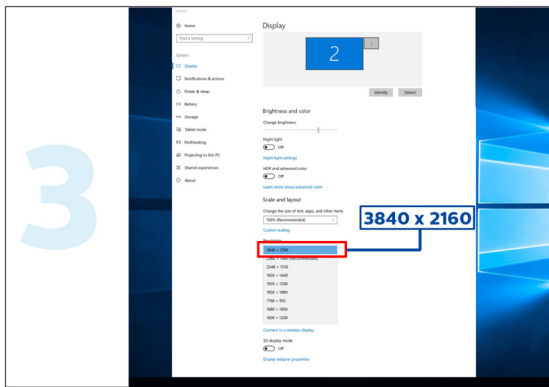 3
Settings
Home
Find a setting
System
Display
Notifications & actions
Power & sleep
Battery
Storage
Tablet mode
Multitasking
Projecting to this PC
Shared experiences
About
Display
2
1
Identify
Detect
Brightness and color
Change brightness
Night light
Off
Night light settings
HDR and advanced color
Off
Learn more about advanced color
Scale and layout
Change the size of text, apps, and other items
100% (Recommended)
Custom scaling
Resolution
3840 × 2160
(Recommended)
2048 × 1536
1920 × 1440
1920 × 1200
1920 × 1080
1768 × 992
1680 × 1050
1600 × 1200
Connect to a wireless display
3D display mode
Off
Display adapter properties
3840 x 2160